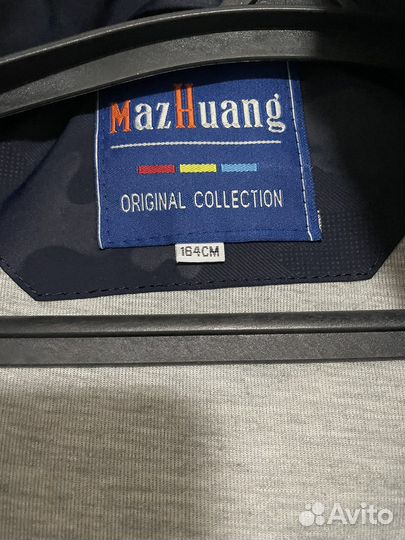 MazHuang
ORIGINAL COLLECTION
164CM
Avito